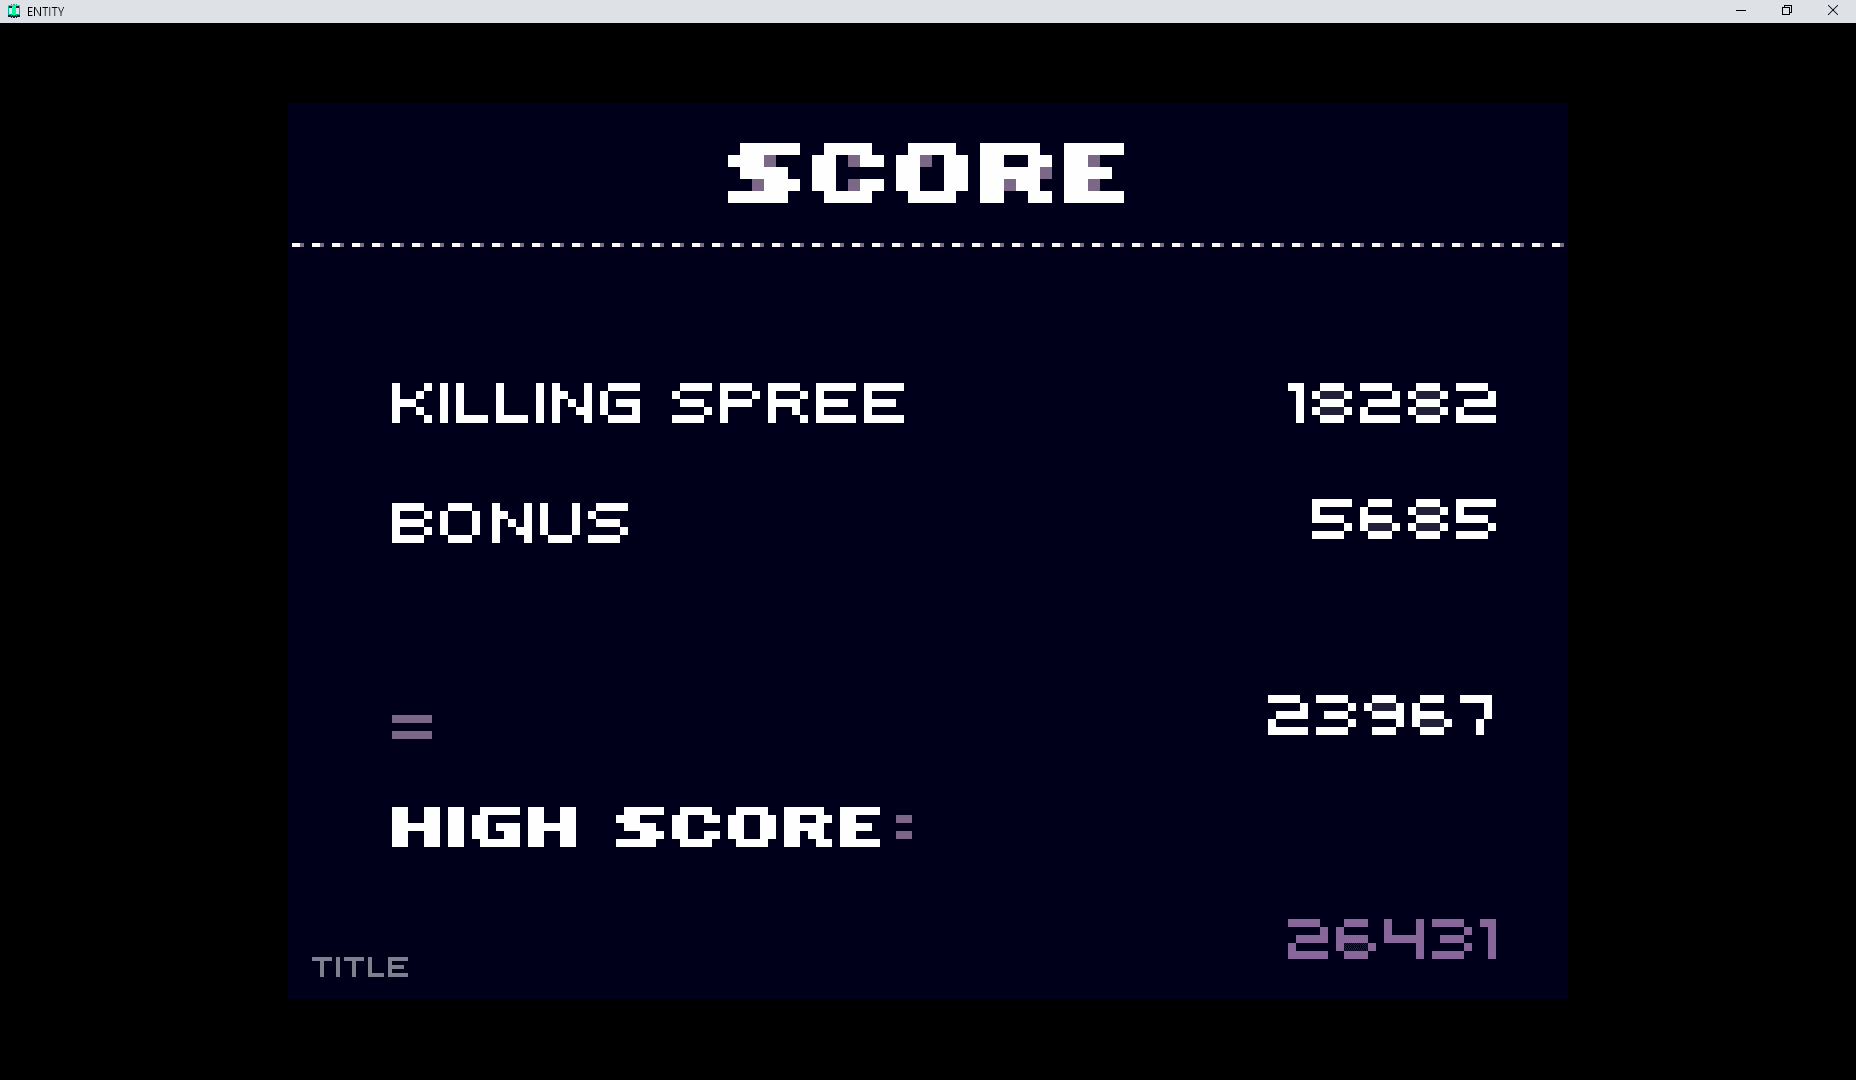 ENTITY
SCORE
KILLING SPREE 18282
BONUS 5685
= 23967
HIGH SCORE:
26431
TITLE